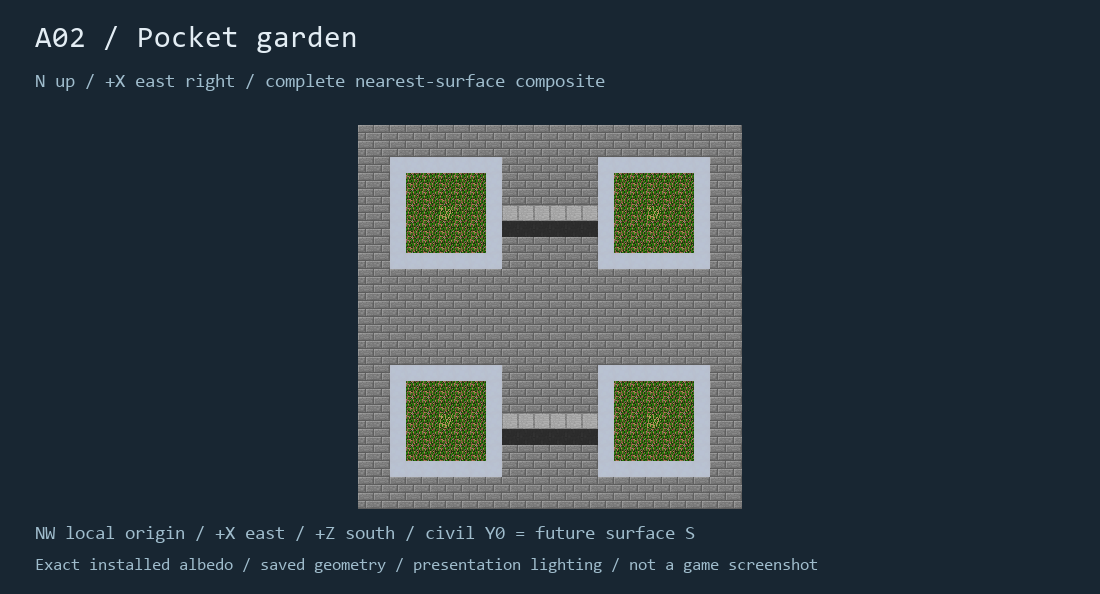 A02 / Pocket garden
N up / +X east right / complete nearest-surface composite
NW local origin / +X east / +Z south / civil Y0 = future surface S
Exact installed albedo / saved geometry / presentation lighting / not a game screenshot